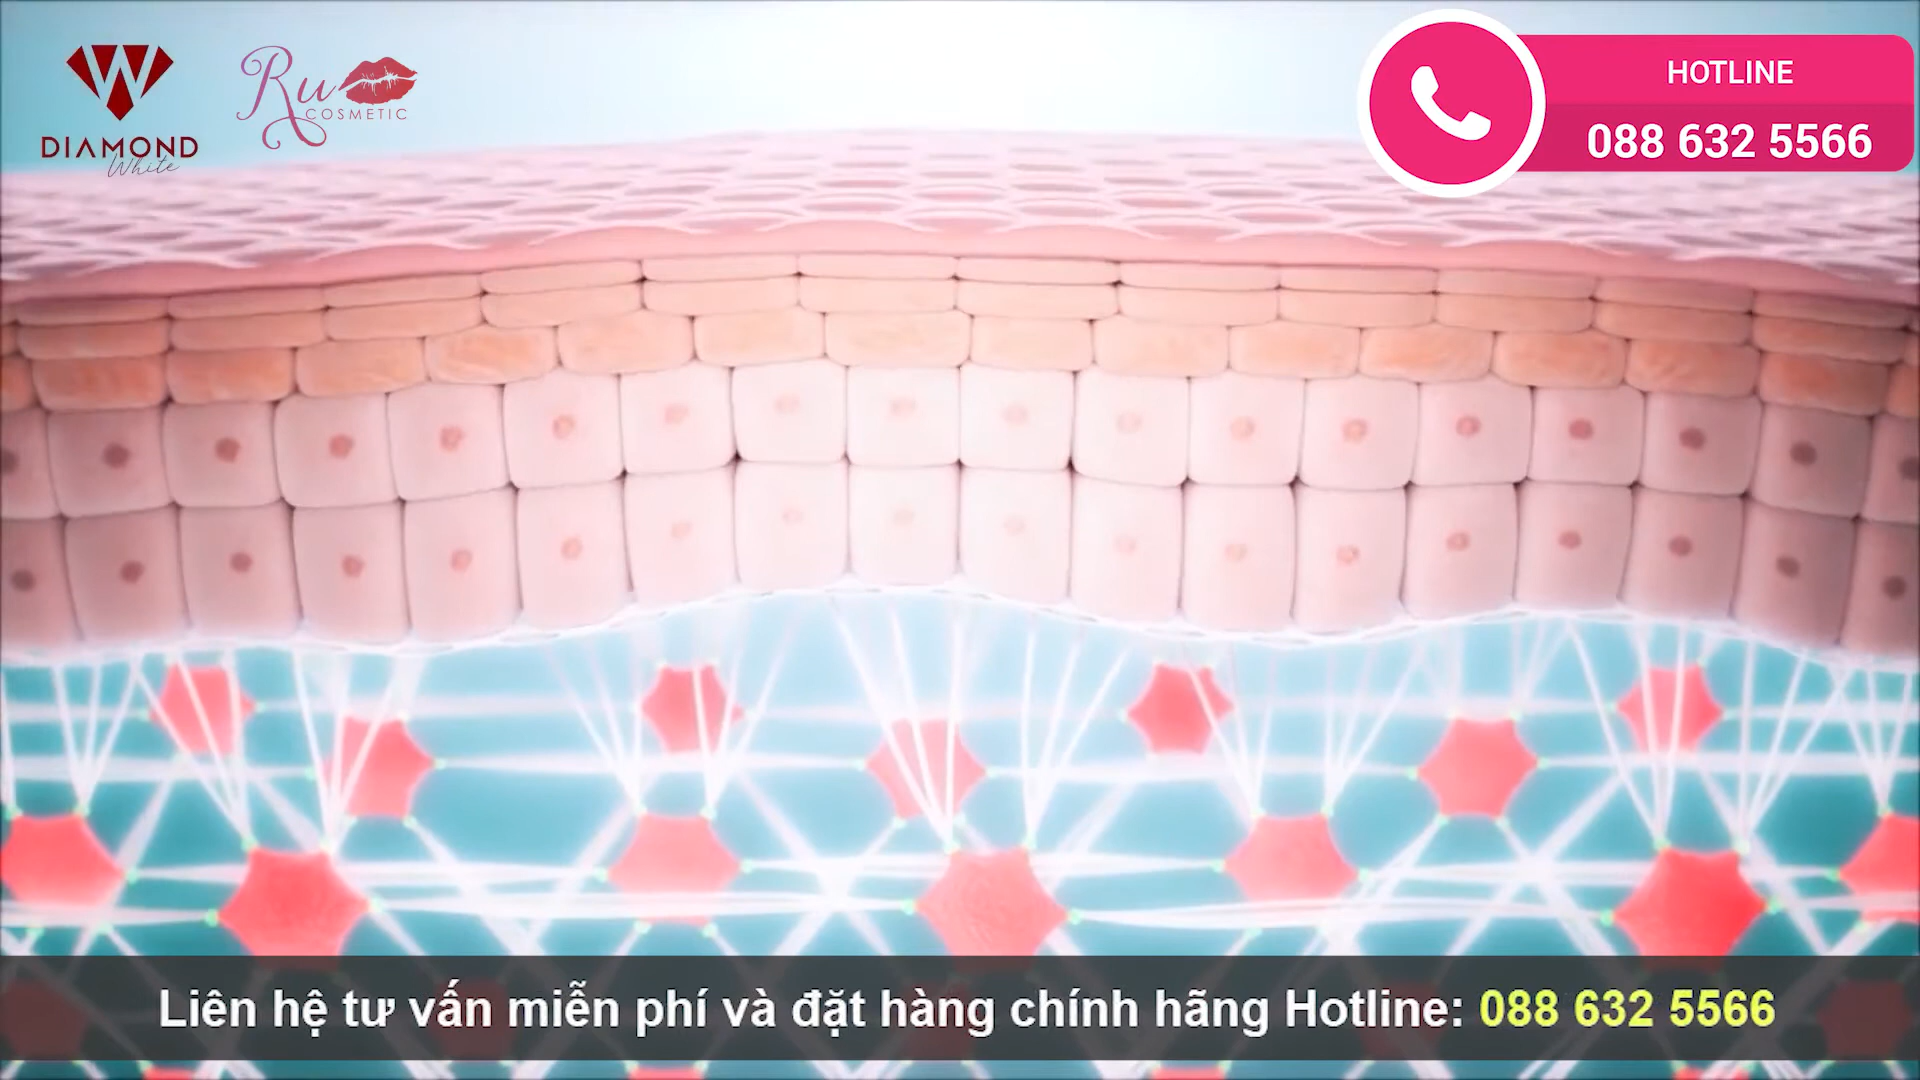 DIAMOND
White
Ru
COSMETIC
HOTLINE
088 632 5566
Liên hệ tư vấn miễn phí và đặt hàng chính hãng Hotline: 088 632 5566